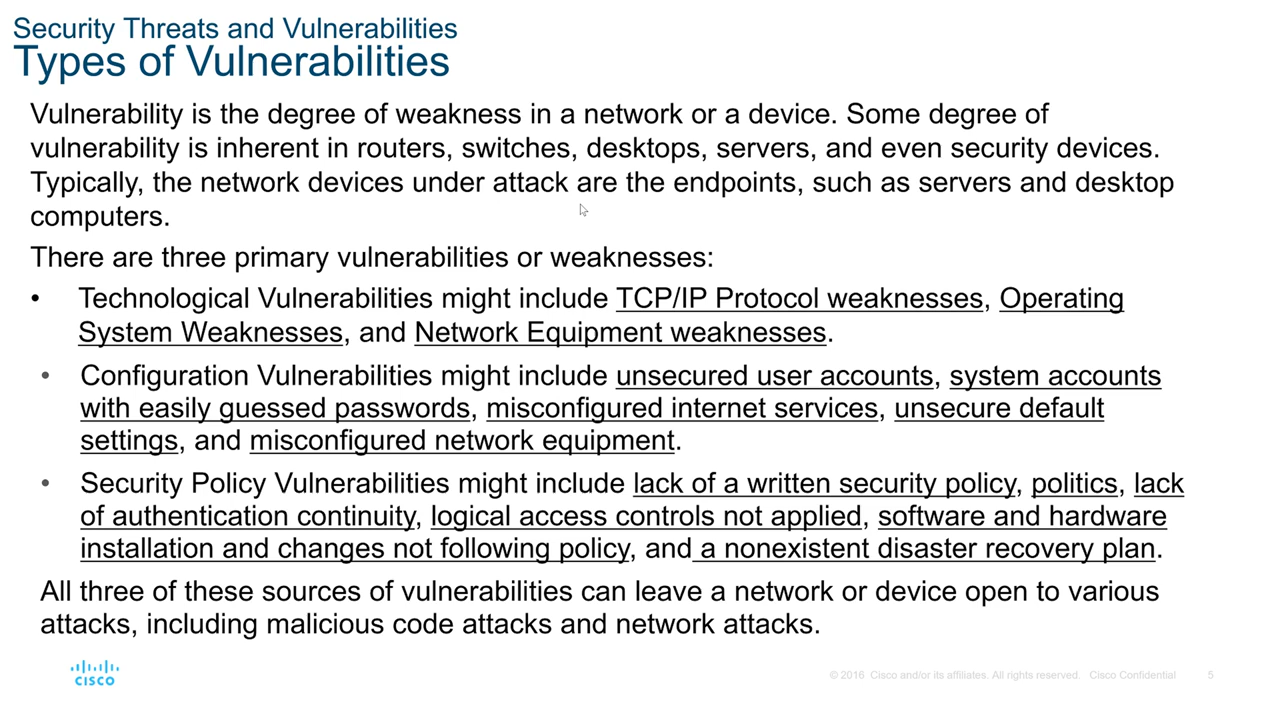 Security Threats and Vulnerabilities
Types of Vulnerabilities
Vulnerability is the degree of weakness in a network or a device. Some degree of
vulnerability is inherent in routers, switches, desktops, servers, and even security devices.
Typically, the network devices under attack are the endpoints, such as servers and desktop
computers.
There are three primary vulnerabilities or weaknesses:
• Technological Vulnerabilities might include TCP/IP Protocol weaknesses, Operating
System Weaknesses, and Network Equipment weaknesses.
• Configuration Vulnerabilities might include unsecured user accounts, system accounts
with easily guessed passwords, misconfigured internet services, unsecure default
settings, and misconfigured network equipment.
• Security Policy Vulnerabilities might include lack of a written security policy, politics, lack
of authentication continuity, logical access controls not applied, software and hardware
installation and changes not following policy, and a nonexistent disaster recovery plan.
All three of these sources of vulnerabilities can leave a network or device open to various
attacks, including malicious code attacks and network attacks.
CISCO
© 2016 Cisco and/or its affiliates. All rights reserved. Cisco Confidential 5